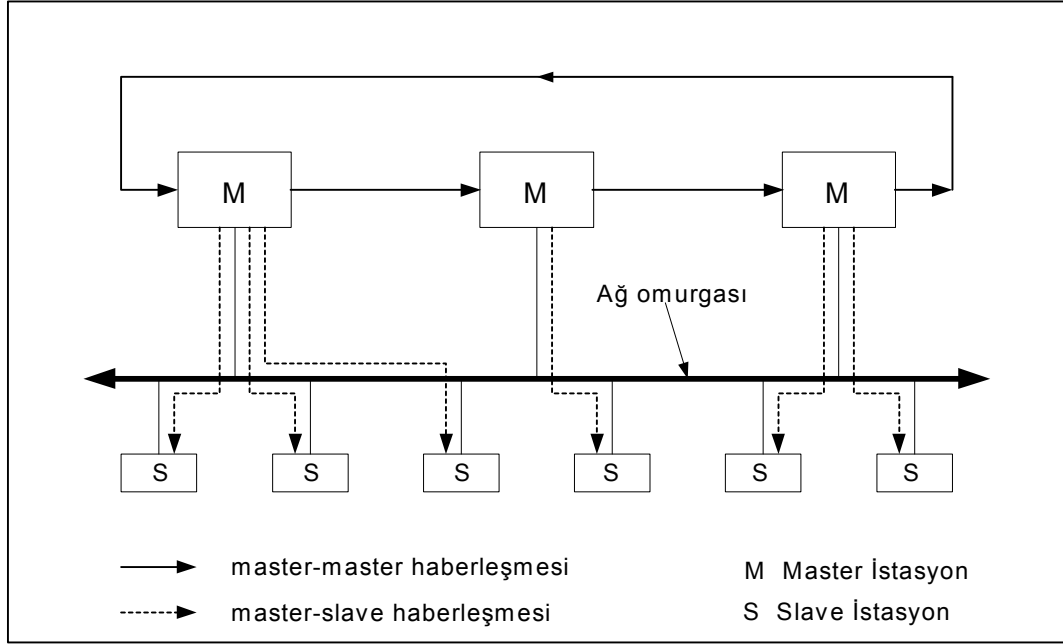 M M M
Ağ omurgası
S S S S S S
master-master haberleşmesi
M Master İstasyon
master-slave haberleşmesi
S Slave İstasyon